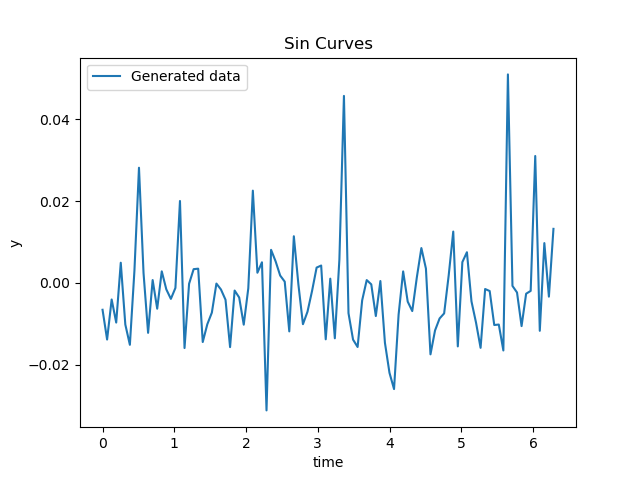 Sin Curves
Generated data
0.04
0.02
0.00
−0.02
y
0 1 2 3 4 5 6
time